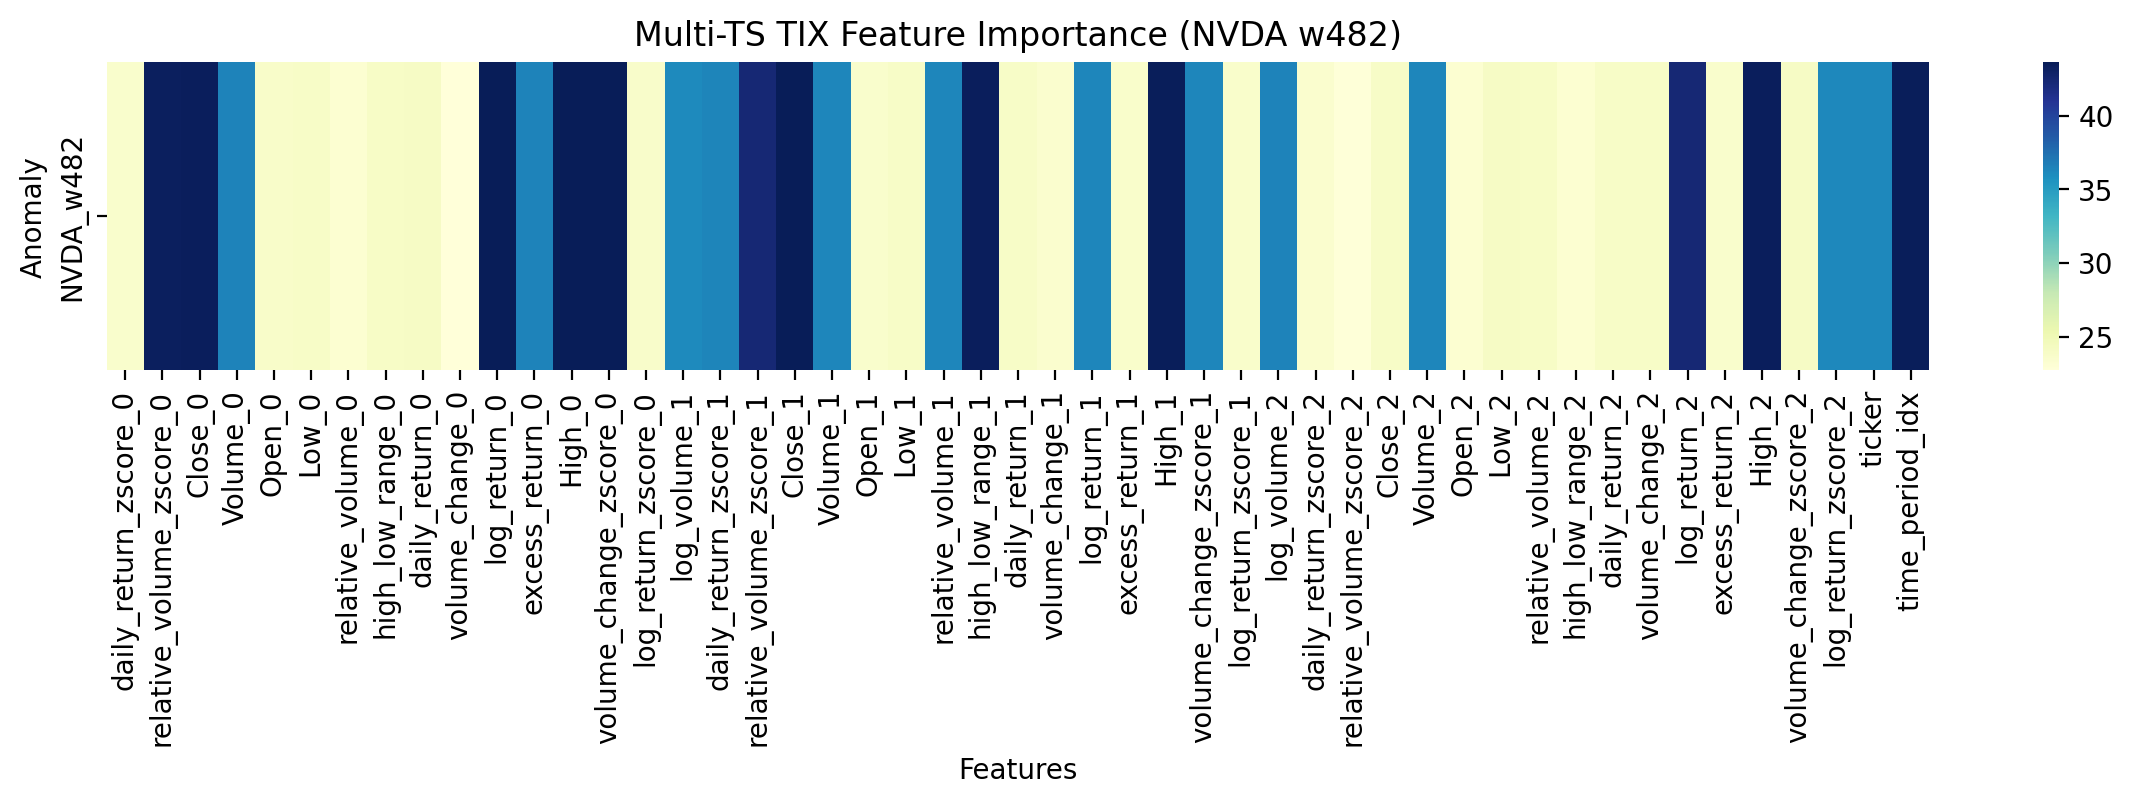 Multi-TS TIX Feature Importance (NVDA w482)
Anomaly
NVDA_w482
40
35
30
25
daily_return_zscore_0
relative_volume_zscore_0
Close_0
Volume_0
Open_0
Low_0
relative_volume_0
high_low_range_0
daily_return_0
volume_change_0
log_return_0
excess_return_0
High_0
volume_change_zscore_0
log_return_zscore_0
log_volume_1
daily_return_zscore_1
relative_volume_zscore_1
Close_1
Volume_1
Open_1
Low_1
relative_volume_1
high_low_range_1
daily_return_1
volume_change_1
log_return_1
excess_return_1
High_1
volume_change_zscore_1
log_return_zscore_1
log_volume_2
daily_return_zscore_2
relative_volume_zscore_2
Close_2
Volume_2
Open_2
Low_2
relative_volume_2
high_low_range_2
daily_return_2
volume_change_2
log_return_2
excess_return_2
High_2
volume_change_zscore_2
log_return_zscore_2
ticker
time_period_idx
Features